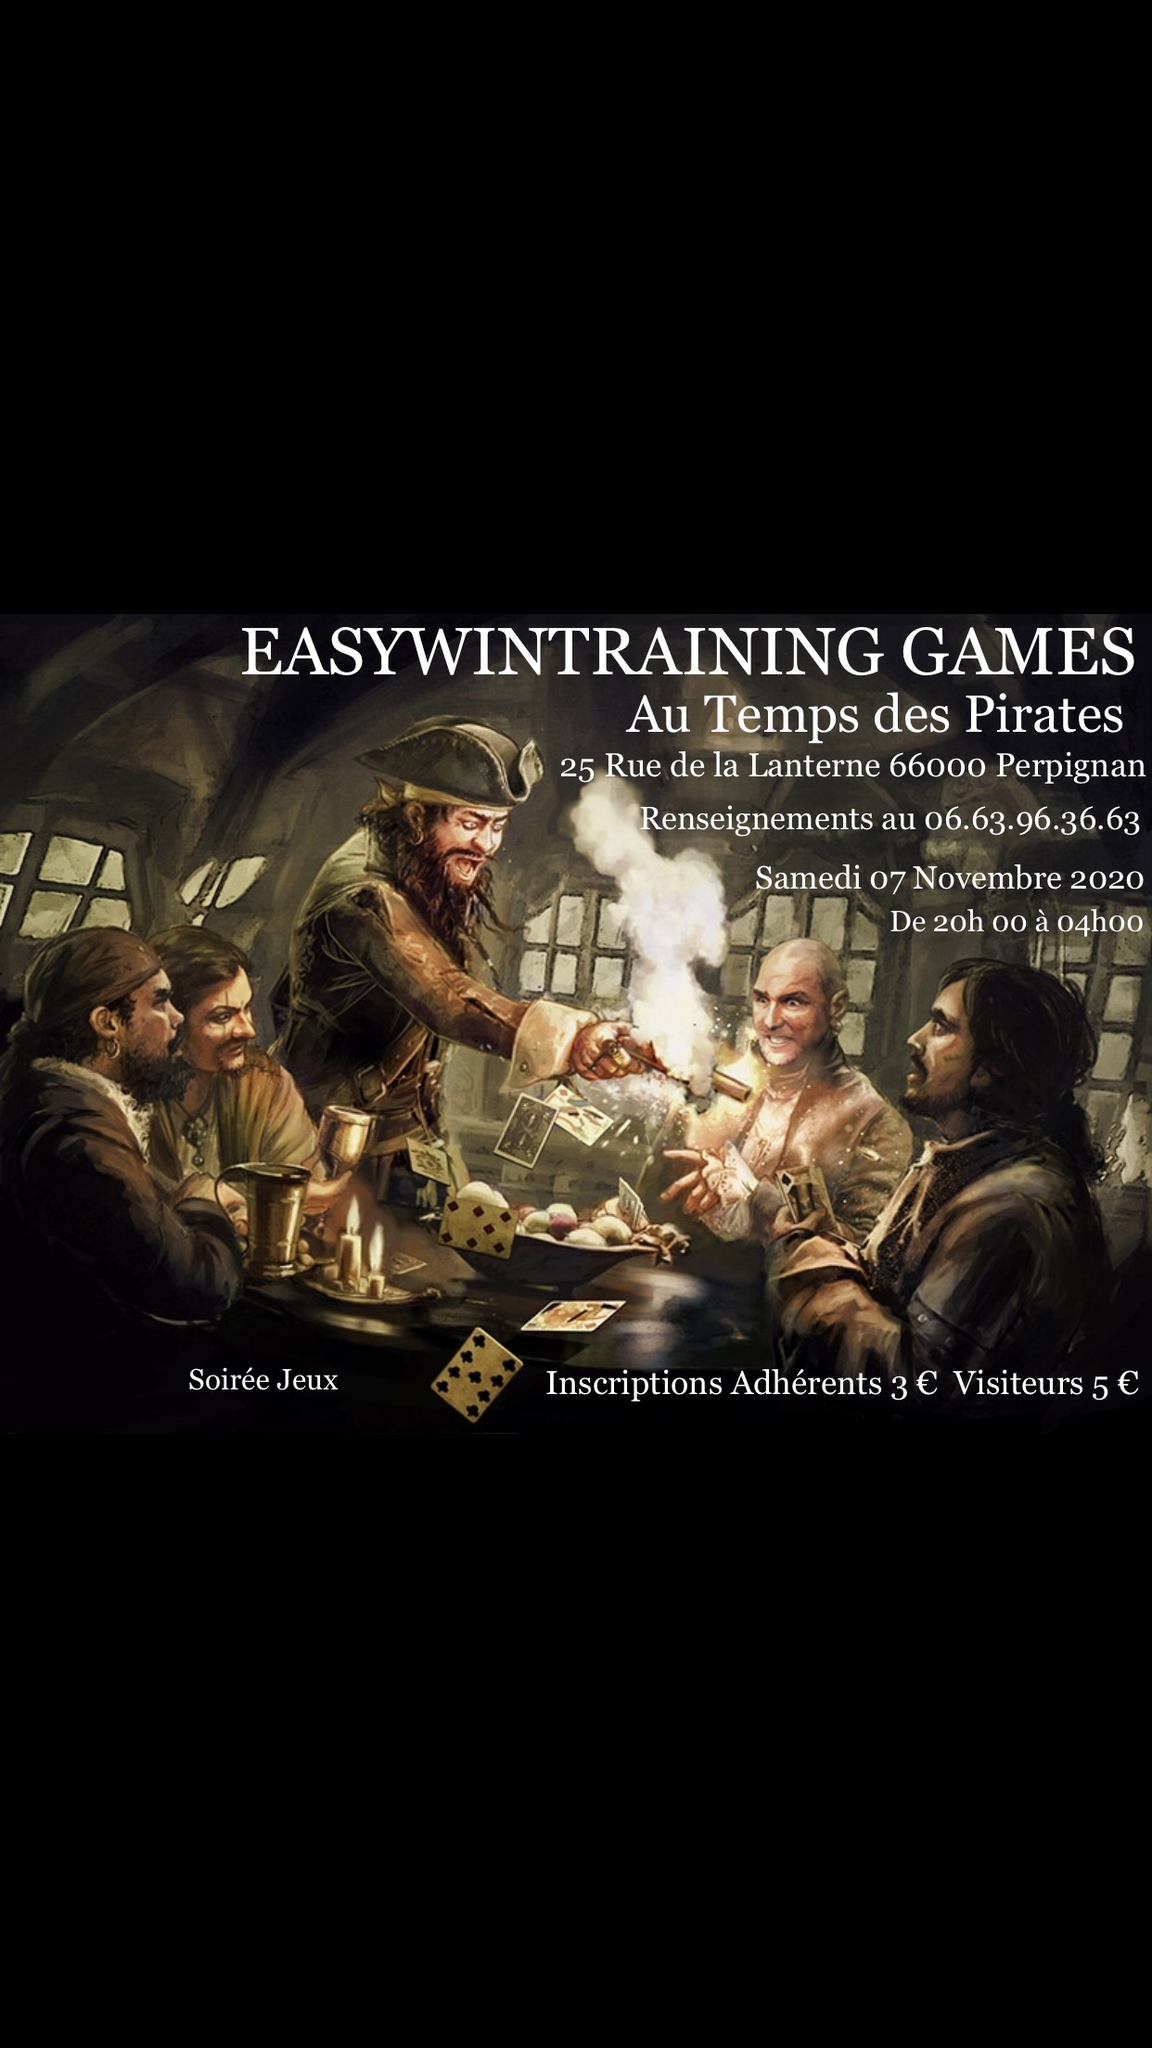 EASYWINTRAINING GAMES
Au Temps des Pirates
25 Rue de la Lanterne 66000 Perpignan
Renseignements au 06.63.96.36.63
Samedi 07 Novembre 2020
De 20h 00 à 04h00
Soirée Jeux
Inscriptions Adhérents 3 € Visiteurs 5 €